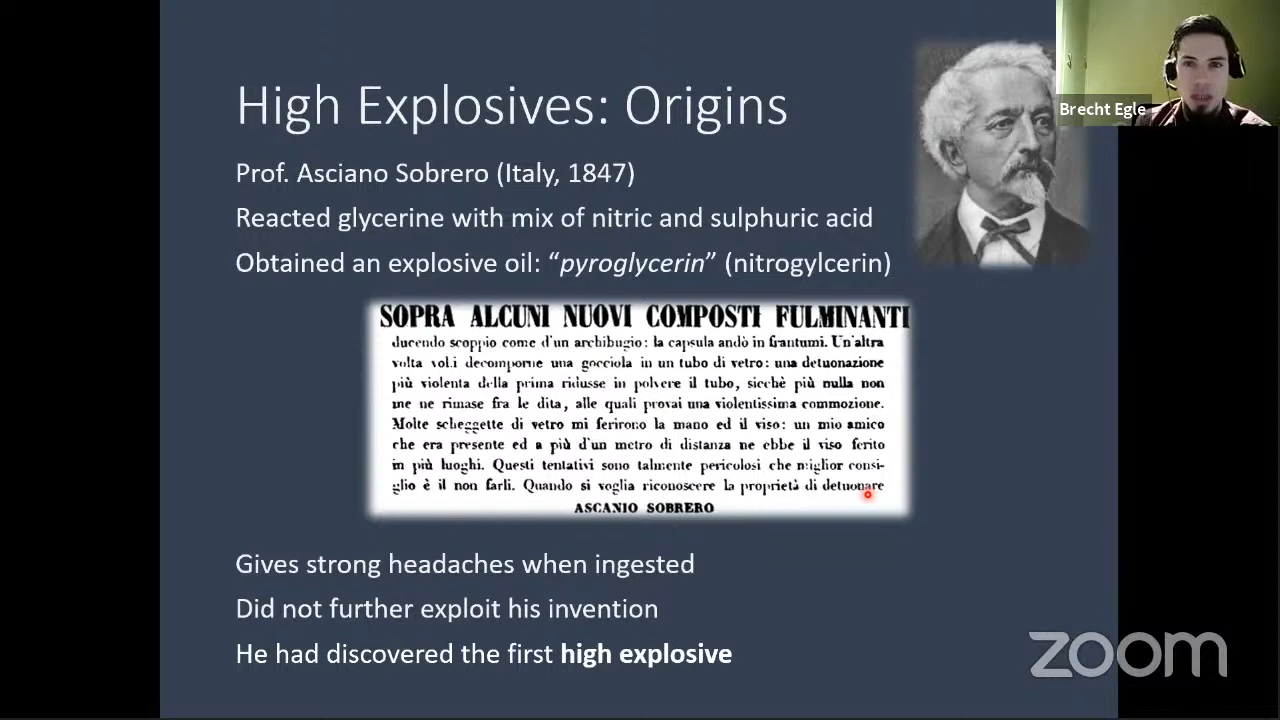 High Explosives: Origins
Brecht Egle
Prof. Asciano Sobrero (Italy, 1847)
Reacted glycerine with mix of nitric and sulphuric acid
Obtained an explosive oil: “pyroglycerin” (nitrogylcerin)
SOPRA ALCUNI NUOVI COMPOSTI FULMINANTI
ducendo scoppio come d'un archibugio: la capsula andò in frantumi. Un'altra
volta vol.i decomporne una gocciola in un tubo di vetro: una detuonazione
più violenta della prima ridusse in polvere il tubo, sicchè più nulla non
me ne rimase fra le dita, alle quali provai una violentissima commozione.
Molte scheggette di vetro mi ferirono la mano ed il viso: un mio amico
che era presente ed a più d'un metro di distanza ne ebbe il viso ferito
in più luoghi. Questi tentativi sono talmente pericolosi che miglior consi-
glio è il non farli. Quando si voglia riconoscere la proprietà di detuonare
ASCANIO SOBRERO
Gives strong headaches when ingested
Did not further exploit his invention
He had discovered the first high explosive
zoom